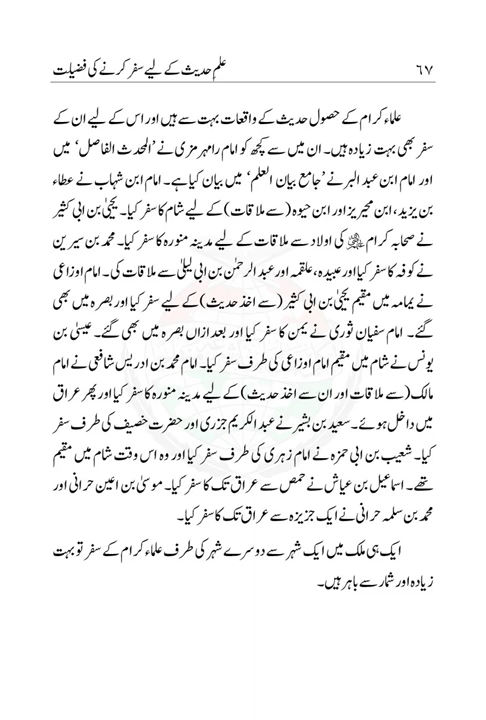 علمِ حدیث کے لیے سفر کرنے کی فضیلت ۶۷
علماء کرام کے حصول حدیث کے واقعات بہت سے ہیں اور اس کے لیے ان کے
سفر بھی بہت زیادہ ہیں۔ ان میں سے کچھ کو امام رامہرمزی نے ’المحدث الفاصل‘ میں
اور امام ابن عبد البر نے ’جامع بیان العلم‘ میں بیان کیا ہے۔ امام ابن شہاب نے عطاء
بن یزید، ابن محیریز اور ابن حیوہ (سے ملاقات) کے لیے شام کا سفر کیا۔ یحییٰ بن ابی کثیر
نے صحابہ کرام کی اولاد سے ملاقات کے لیے مدینہ منورہ کا سفر کیا۔ محمد بن سیرین
نے کوفہ کا سفر کیا اور عبیدہ، علقمہ اور عبد الرحمٰن بن ابی لیلیٰ سے ملاقات کی۔ امام اوزاعی
نے یمامہ میں مقیم یحییٰ بن ابی کثیر (سے اخذ حدیث) کے لیے سفر کیا اور بصرہ میں بھی
گئے۔ امام سفیان ثوری نے یمن کا سفر کیا اور بعد ازاں بصرہ میں بھی گئے۔ عیسیٰ بن
یونس نے شام میں مقیم امام اوزاعی کی طرف سفر کیا۔ امام محمد بن ادریس شافعی نے امام
مالک (سے ملاقات اور ان سے اخذ حدیث) کے لیے مدینہ منورہ کا سفر کیا اور پھر عراق
میں داخل ہوئے۔ سعید بن بشیر نے عبد الکریم جزری اور حضرت خصیف کی طرف سفر
کیا۔ شعیب بن ابی حمزہ نے امام زہری کی طرف سفر کیا اور وہ اس وقت شام میں مقیم
تھے۔ اسماعیل بن عیاش نے حمص سے عراق تک کا سفر کیا۔ موسیٰ بن اعین حرانی اور
محمد بن سلمہ حرانی نے ایک جزیرہ سے عراق تک کا سفر کیا۔
ایک ہی ملک میں ایک شہر سے دوسرے شہر کی طرف علماء کرام کے سفر تو بہت
زیادہ اور شمار سے باہر ہیں۔